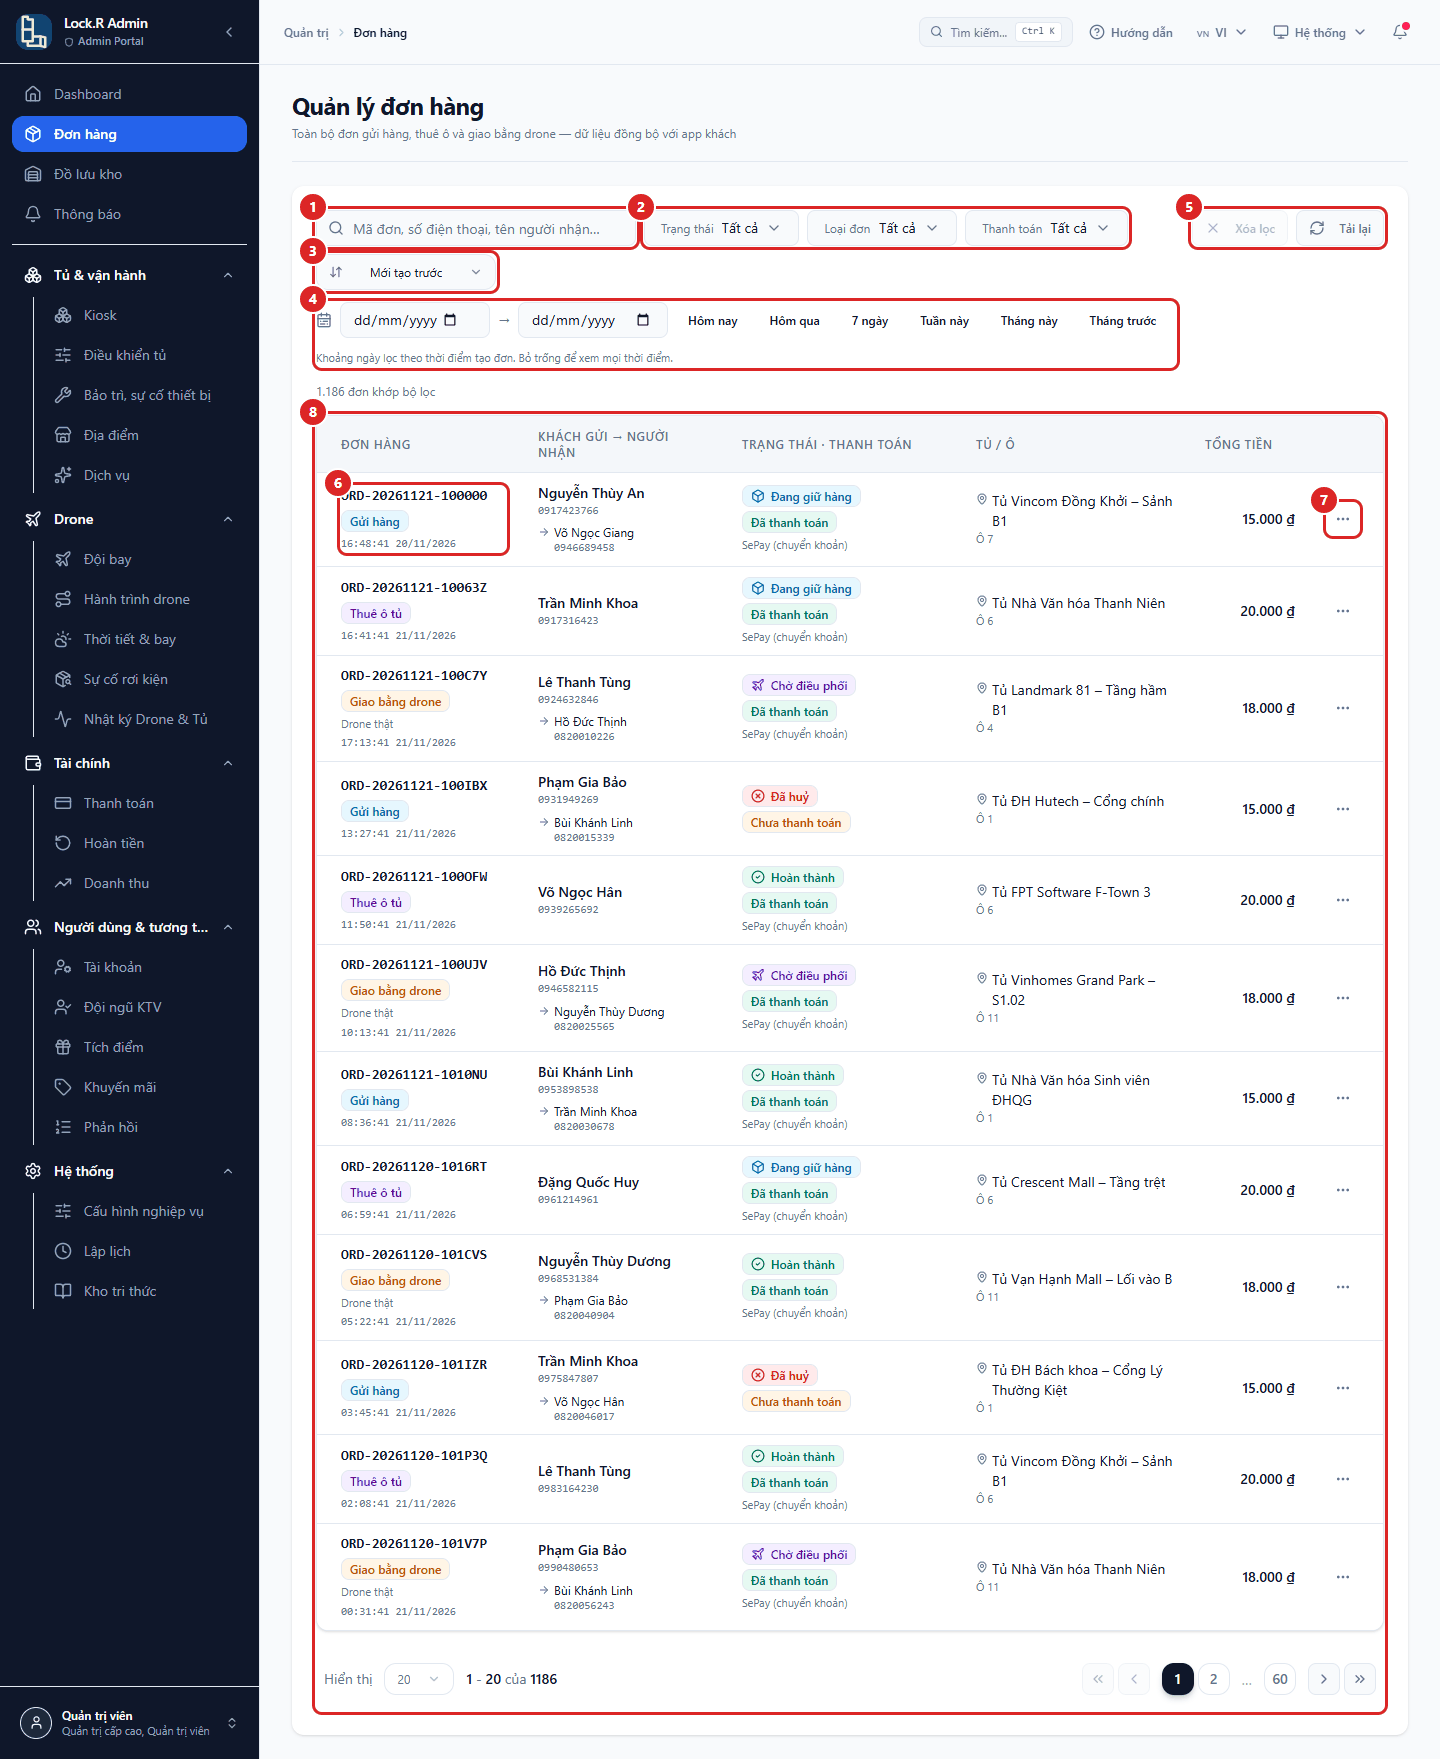 Lock.R Admin
Admin Portal
Dashboard
Đơn hàng
Đồ lưu kho
Thông báo
Tủ & vận hành
Kiosk
Điều khiển tủ
Bảo trì, sự cố thiết bị
Địa điểm
Dịch vụ
Drone
Đội bay
Hành trình drone
Thời tiết & bay
Sự cố rơi kiện
Nhật ký Drone & Tủ
Tài chính
Thanh toán
Hoàn tiền
Doanh thu
Người dùng & tương t...
Tài khoản
Đội ngũ KTV
Tích điểm
Khuyến mãi
Phản hồi
Hệ thống
Cấu hình nghiệp vụ
Lập lịch
Kho tri thức
Quản trị viên
Quản trị cấp cao, Quản trị viên
Quản trị > Đơn hàng
Tìm kiếm... Ctrl K
Hướng dẫn
VN VI
Hệ thống
Quản lý đơn hàng
Toàn bộ đơn gửi hàng, thuê ô và giao bằng drone — dữ liệu đồng bộ với app khách
1
Mã đơn, số điện thoại, tên người nhận...
2
Trạng thái Tất cả
Loại đơn Tất cả
Thanh toán Tất cả
5
Xóa lọc
Tải lại
3
Mới tạo trước
4
dd/mm/yyyy → dd/mm/yyyy
Hôm nay
Hôm qua
7 ngày
Tuần này
Tháng này
Tháng trước
Khoảng ngày lọc theo thời điểm tạo đơn. Bỏ trống để xem mọi thời điểm.
1.186 đơn khớp bộ lọc
8
ĐƠN HÀNG
KHÁCH GỬI → NGƯỜI
NHẬN
TRẠNG THÁI · THANH TOÁN
TỦ / Ô
TỔNG TIỀN
6
ORD-20261121-100000
Gửi hàng
16:48:41 20/11/2026
Nguyễn Thùy An
0917423766
→ Võ Ngọc Giang
0946689458
Đang giữ hàng
Đã thanh toán
SePay (chuyển khoản)
Tủ Vincom Đồng Khởi – Sảnh
B1
Ô 7
15.000 ₫
7
ORD-20261121-10063Z
Thuê ô tủ
16:41:41 21/11/2026
Trần Minh Khoa
0917316423
Đang giữ hàng
Đã thanh toán
SePay (chuyển khoản)
Tủ Nhà Văn hóa Thanh Niên
Ô 6
20.000 ₫
ORD-20261121-100C7Y
Giao bằng drone
Drone thật
17:13:41 21/11/2026
Lê Thanh Tùng
0924632846
→ Hồ Đức Thịnh
0820010226
Chờ điều phối
Đã thanh toán
SePay (chuyển khoản)
Tủ Landmark 81 – Tầng hầm
B1
Ô 4
18.000 ₫
ORD-20261121-100IBX
Gửi hàng
13:27:41 21/11/2026
Phạm Gia Bảo
0931949269
→ Bùi Khánh Linh
0820015339
Đã huỷ
Chưa thanh toán
Tủ ĐH Hutech – Cổng chính
Ô 1
15.000 ₫
ORD-20261121-100OFW
Thuê ô tủ
11:50:41 21/11/2026
Võ Ngọc Hân
0939265692
Hoàn thành
Đã thanh toán
SePay (chuyển khoản)
Tủ FPT Software F-Town 3
Ô 6
20.000 ₫
ORD-20261121-100UJV
Giao bằng drone
Drone thật
10:13:41 21/11/2026
Hồ Đức Thịnh
0946582115
→ Nguyễn Thùy Dương
0820025565
Chờ điều phối
Đã thanh toán
SePay (chuyển khoản)
Tủ Vinhomes Grand Park –
S1.02
Ô 11
18.000 ₫
ORD-20261121-1010NU
Gửi hàng
08:36:41 21/11/2026
Bùi Khánh Linh
0953898538
→ Trần Minh Khoa
0820030678
Hoàn thành
Đã thanh toán
SePay (chuyển khoản)
Tủ Nhà Văn hóa Sinh viên
ĐHQG
Ô 1
15.000 ₫
ORD-20261120-1016RT
Thuê ô tủ
06:59:41 21/11/2026
Đặng Quốc Huy
0961214961
Đang giữ hàng
Đã thanh toán
SePay (chuyển khoản)
Tủ Crescent Mall – Tầng trệt
Ô 6
20.000 ₫
ORD-20261120-101CVS
Giao bằng drone
Drone thật
05:22:41 21/11/2026
Nguyễn Thùy Dương
0968531384
→ Phạm Gia Bảo
0820040904
Hoàn thành
Đã thanh toán
SePay (chuyển khoản)
Tủ Vạn Hạnh Mall – Lối vào B
Ô 11
18.000 ₫
ORD-20261120-101IZR
Gửi hàng
03:45:41 21/11/2026
Trần Minh Khoa
0975847807
→ Võ Ngọc Hân
0820046017
Đã huỷ
Chưa thanh toán
Tủ ĐH Bách khoa – Cổng Lý
Thường Kiệt
Ô 1
15.000 ₫
ORD-20261120-101P3Q
Thuê ô tủ
02:08:41 21/11/2026
Lê Thanh Tùng
0983164230
Hoàn thành
Đã thanh toán
SePay (chuyển khoản)
Tủ Vincom Đồng Khởi – Sảnh
B1
Ô 6
20.000 ₫
ORD-20261120-101V7P
Giao bằng drone
Drone thật
00:31:41 21/11/2026
Phạm Gia Bảo
0990480653
→ Bùi Khánh Linh
0820056243
Chờ điều phối
Đã thanh toán
SePay (chuyển khoản)
Tủ Nhà Văn hóa Thanh Niên
Ô 11
18.000 ₫
Hiển thị 20 1 - 20 của 1186
« ‹ 1 2 ... 60 › »